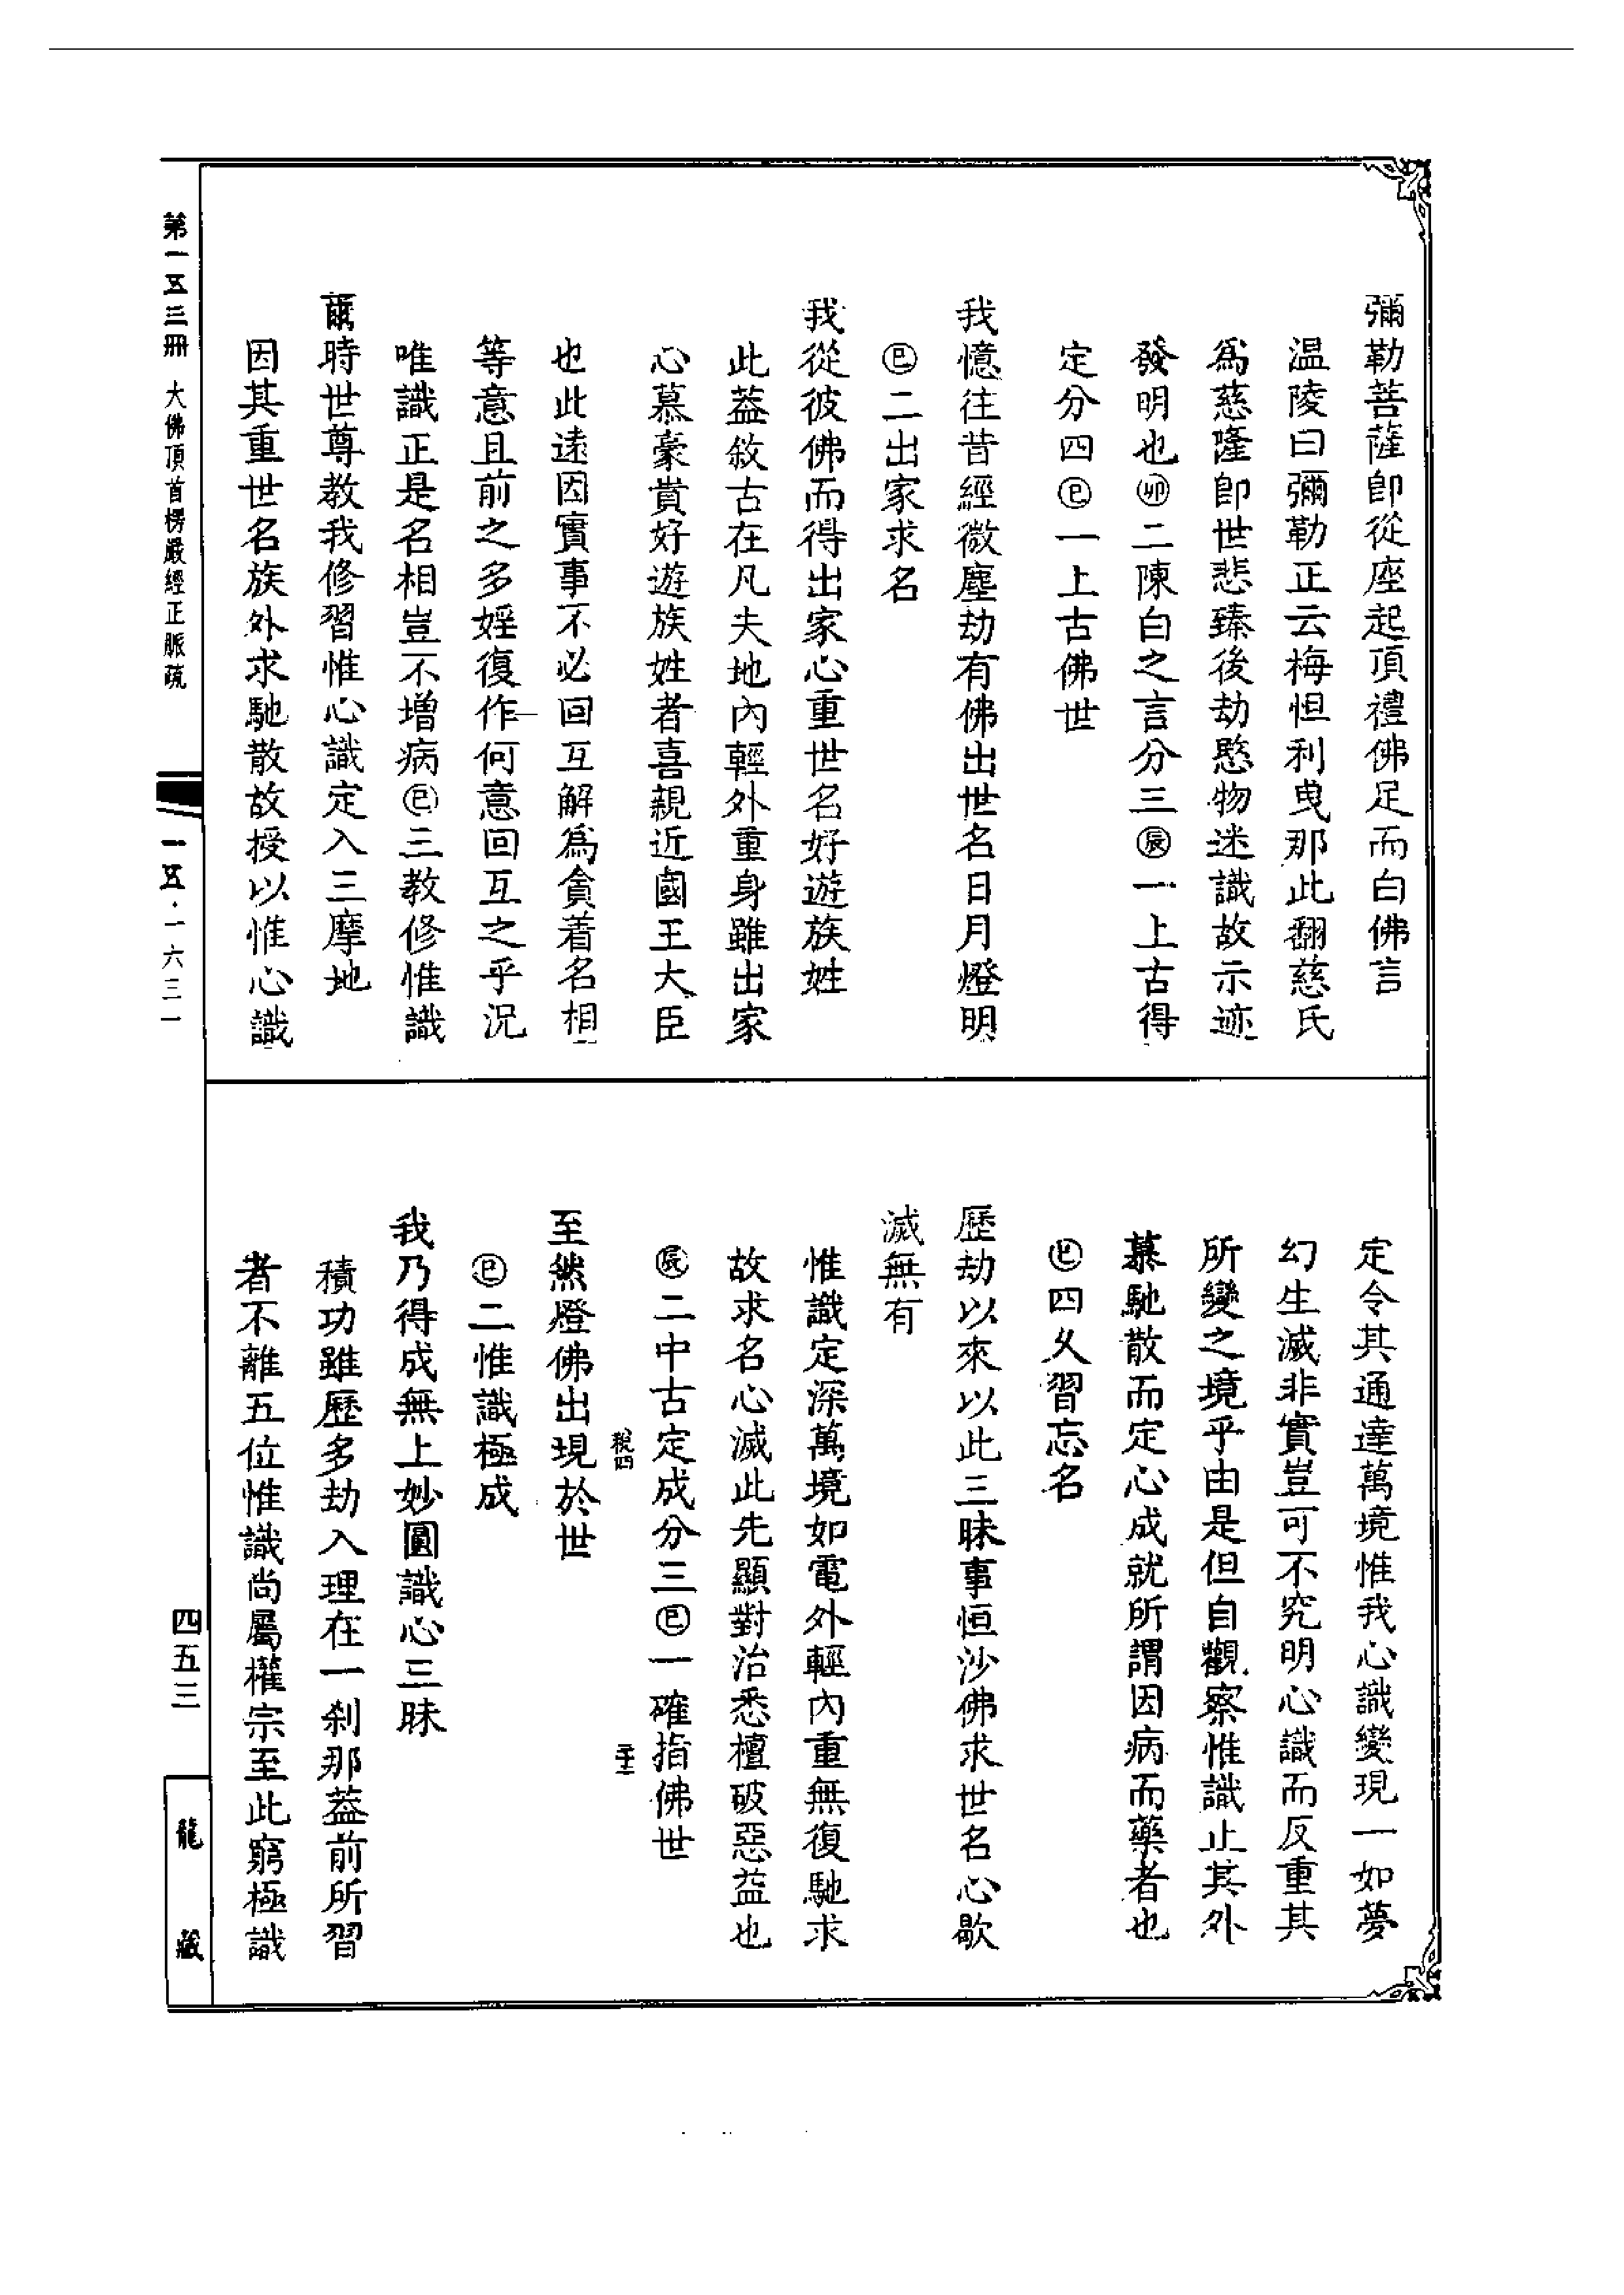 彌勒菩薩卽從座起頂禮佛足而白佛言
温陵曰彌勒正云梅怛利曳那此翻慈氏
爲慈隆卽世悲臻後劫愍物迷識故示迹
發明也㊞二陳白之言分三㊞一上古得
定分四㊞一上古佛世
我憶往昔經微塵劫有佛出世名日月燈明
㊞二出家求名
我從彼佛而得出家心重世名好遊族姓
此葢敘古在凡夫地內輕外重身雖出家
心慕豪貴好遊族姓者喜親近國王大臣
也此遠因實事不必回互解爲貪着名相
等意且前之多婬復作何意回互之乎況
唯識正是名相豈不增病㊞三教修惟識
爾時世尊教我修習惟心識定入三摩地
因其重世名族外求馳散故授以惟心識
定令其通達萬境惟我心識變現一如夢
幻生滅非實豈可不究明心識而反重其
所變之境乎由是但自觀察惟識止其外
慕馳散而定心成就所謂因病而藥者也
㊞四久習忘名
歷劫以來以此三昧事恒沙佛求世名心歇
滅無有
惟識定深萬境如電外輕內重無復馳求
故求名心滅此先顯對治悉檀破惡益也
㊞二中古定成分三㊞一確指佛世
税四
二十三
至然燈佛出現於世
㊞二惟識極成
我乃得成無上妙圓識心三昧
積功雖歷多劫入理在一剎那葢前所習
者不離五位惟識尚屬權宗至此窮極識
第一五三冊 大佛頂首楞嚴經正脈疏
一五·一六三一
四五三
龍藏